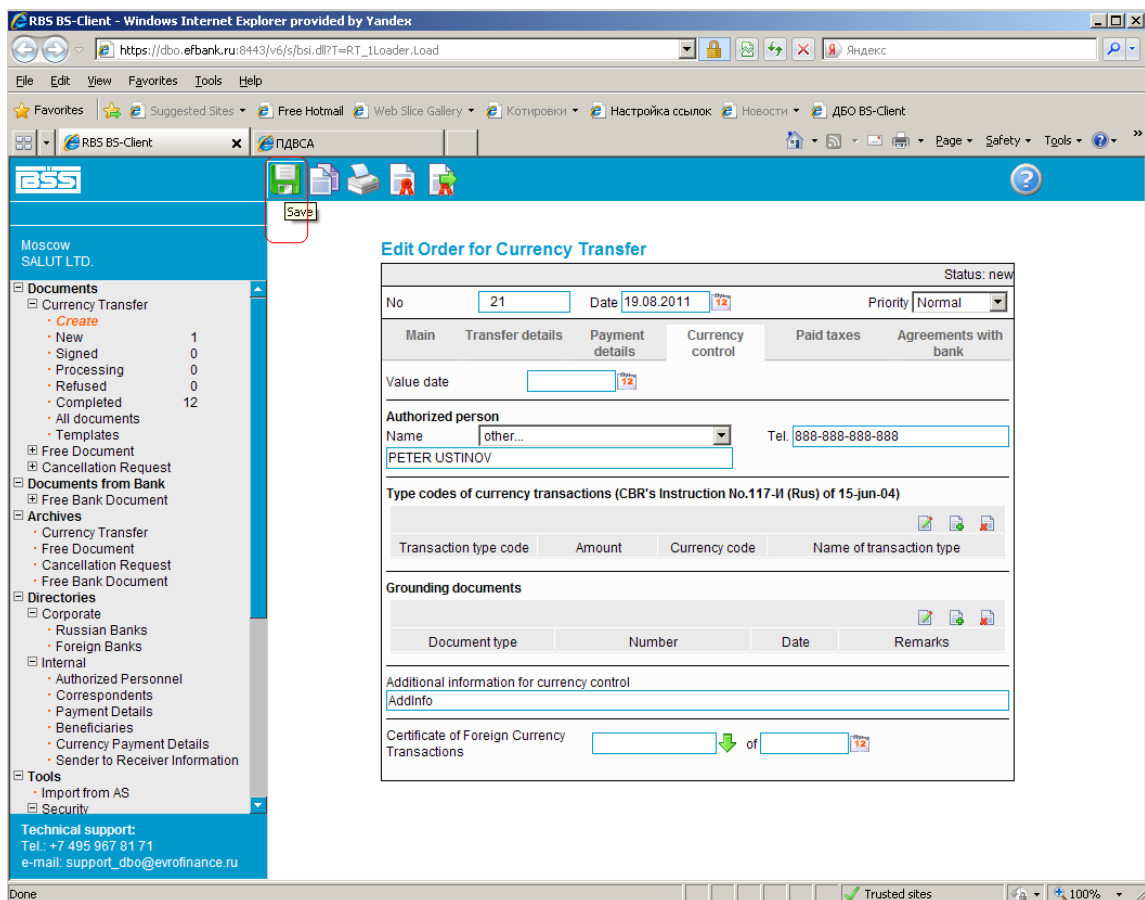 RBS BS-Client - Windows Internet Explorer provided by Yandex
https://dbo.efbank.ru:8443/v6/s/bsi.dll?T=RT_1Loader.Load
Яндекс
File Edit View Favorites Tools Help
Favorites Suggested Sites Free Hotmail Web Slice Gallery Котировки Настройка ссылок Новости ДБО BS-Client
RBS BS-Client ПДВСА Page Safety Tools »
BSS
Save
Moscow
SALUT LTD.
Documents
Currency Transfer
Create
New 1
Signed 0
Processing 0
Refused 0
Completed 12
All documents
Templates
Free Document
Cancellation Request
Documents from Bank
Free Bank Document
Archives
Currency Transfer
Free Document
Cancellation Request
Free Bank Document
Directories
Corporate
Russian Banks
Foreign Banks
Internal
Authorized Personnel
Correspondents
Payment Details
Beneficiaries
Currency Payment Details
Sender to Receiver Information
Tools
Import from AS
Security
Technical support:
Tel.: +7 495 967 81 71
e-mail: support_dbo@evrofinance.ru
Edit Order for Currency Transfer
Status: new
No 21 Date 19.08.2011 12 Priority Normal
Main Transfer details Payment details Currency control Paid taxes Agreements with bank
Value date 12
Authorized person
Name other... Tel. 888-888-888-888
PETER USTINOV
Type codes of currency transactions (CBR's Instruction No.117-И (Rus) of 15-jun-04)
Transaction type code Amount Currency code Name of transaction type
Grounding documents
Document type Number Date Remarks
Additional information for currency control
AddInfo
Certificate of Foreign Currency
Transactions of 12
Done Trusted sites 100%